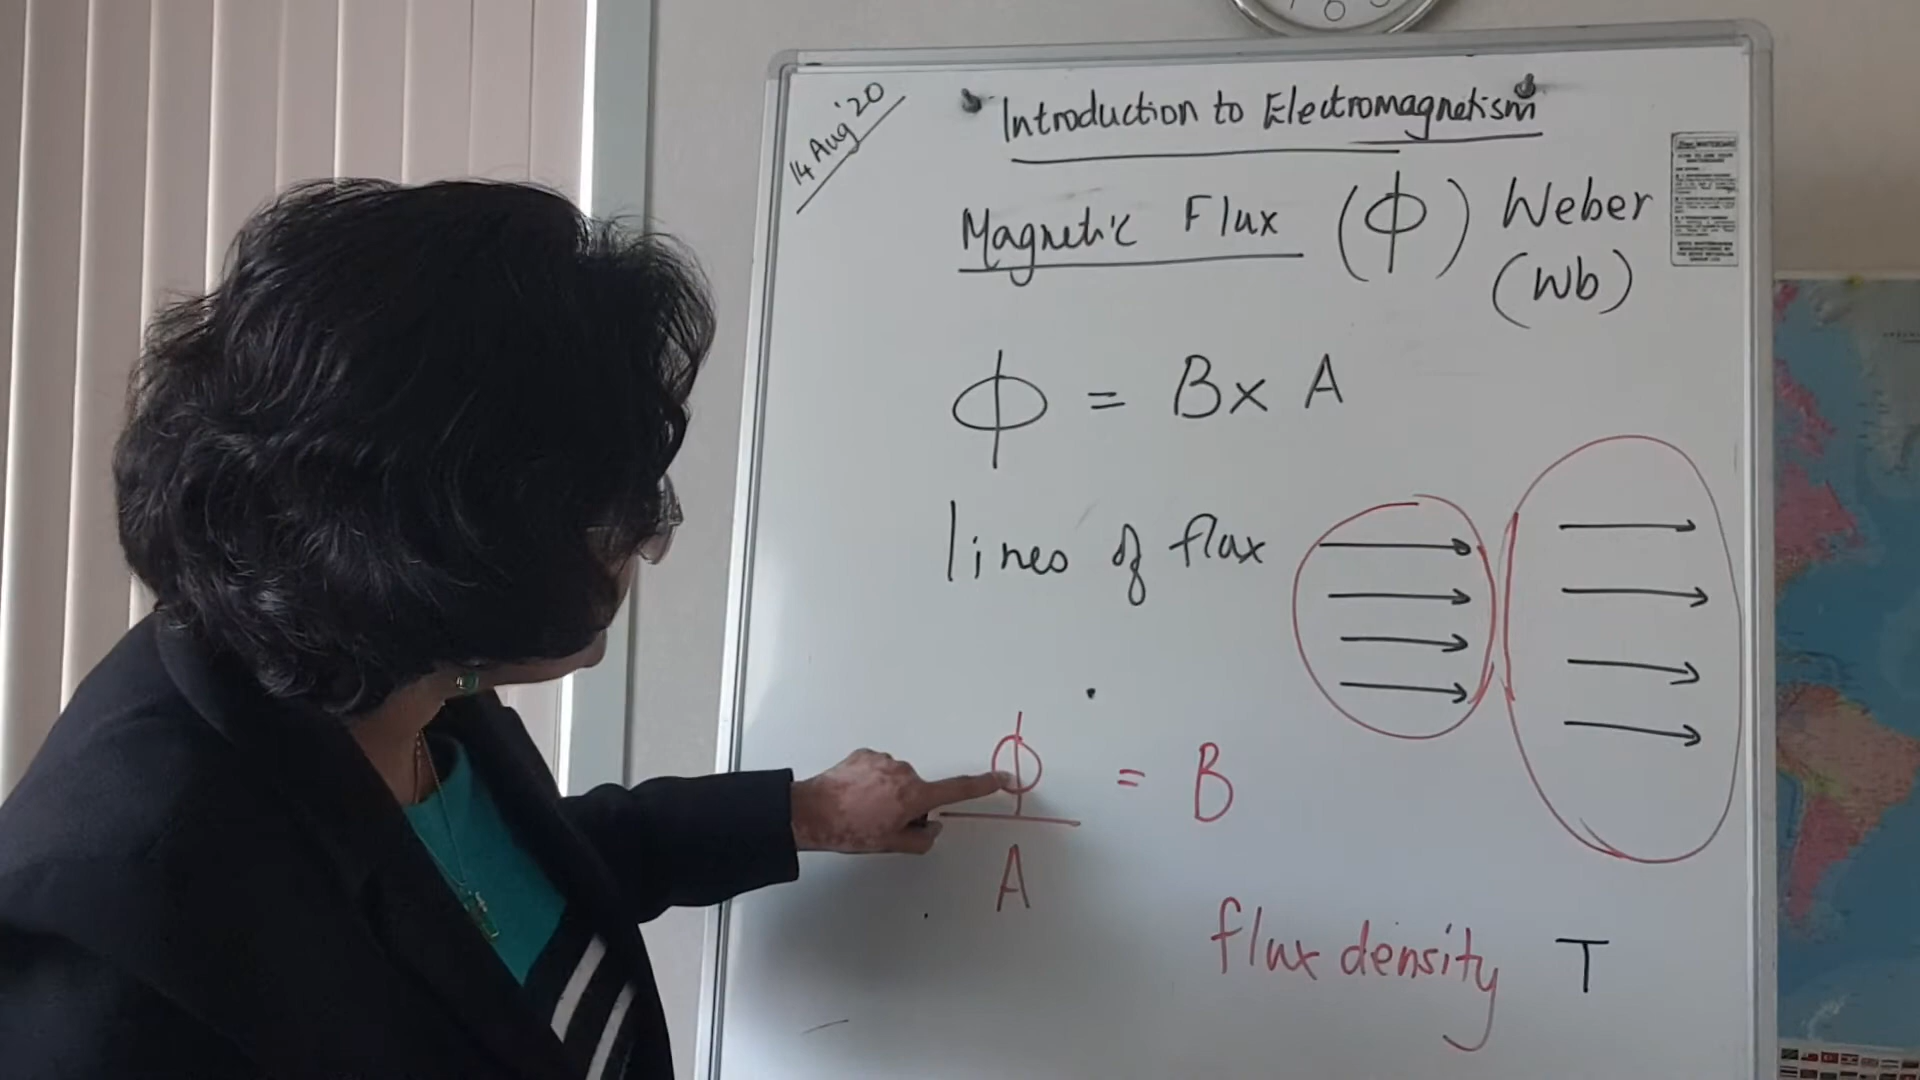 14 Aug '20
Introduction to Electromagnetism
Magnetic Flux (ϕ) Weber
(Wb)
ϕ = B x A
lines of flux
ϕ
A
= B
flux density T